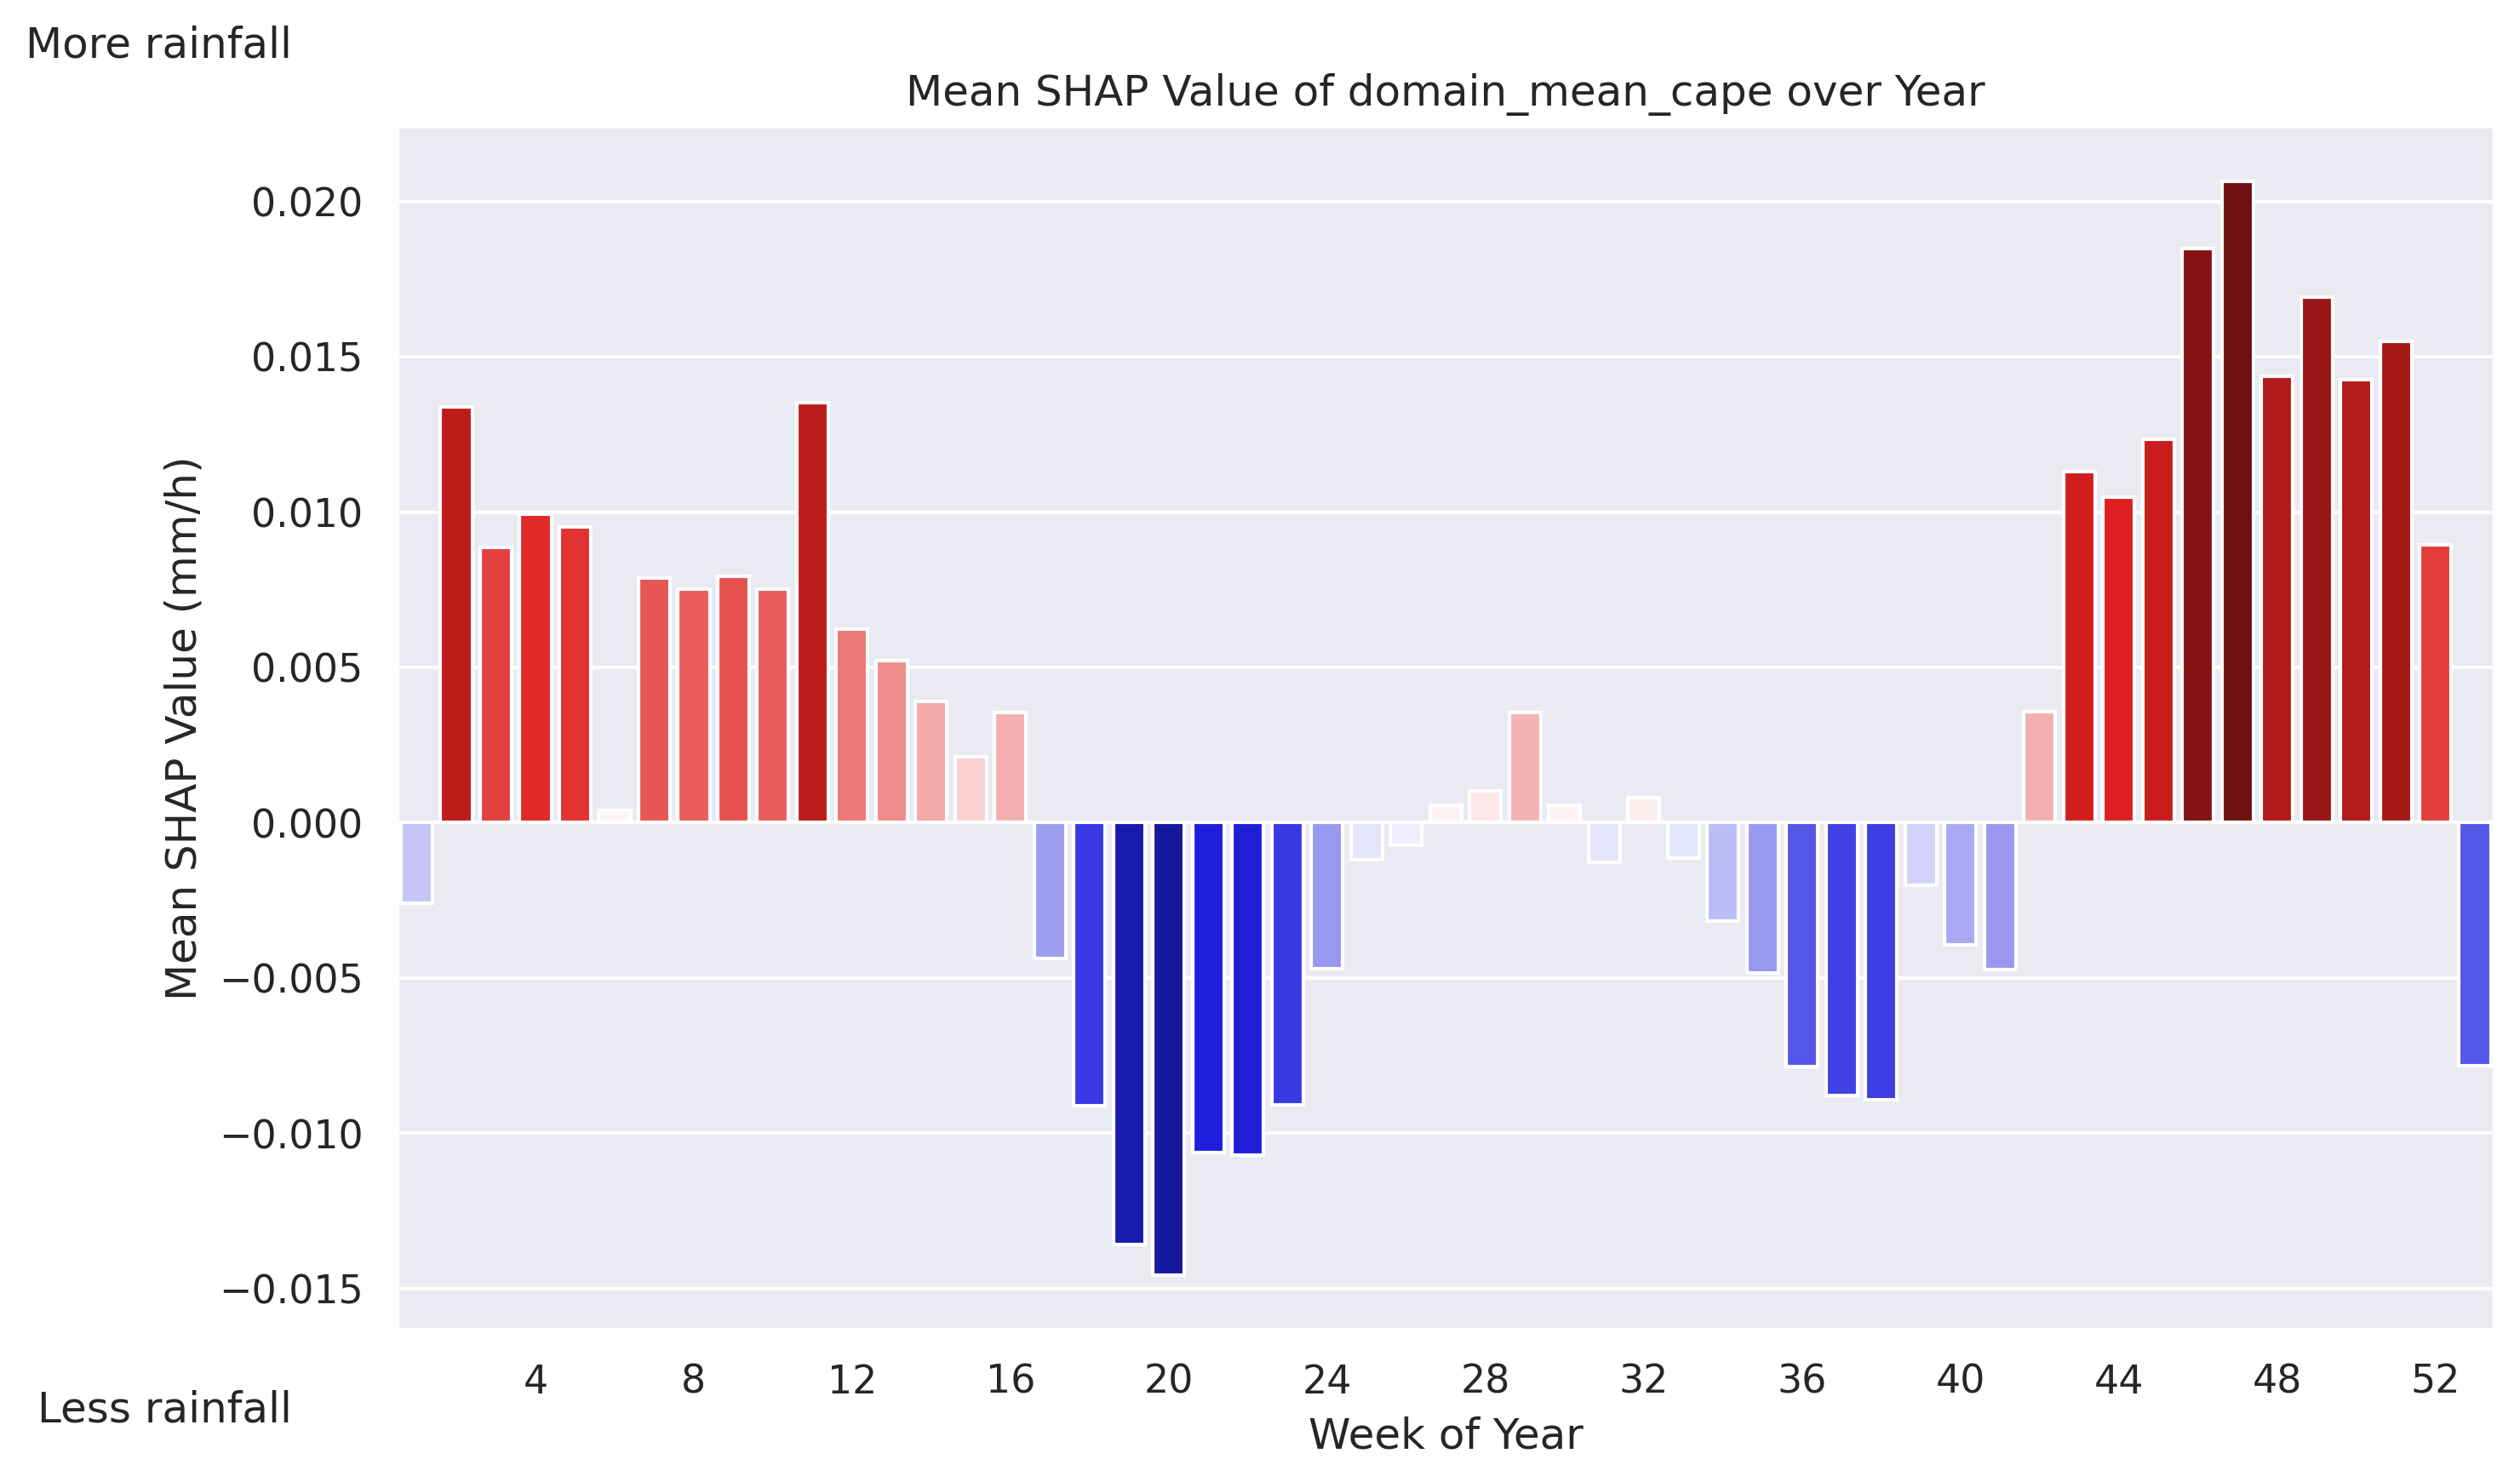 More rainfall
Mean SHAP Value of domain_mean_cape over Year
0.020
0.015
0.010
0.005
0.000
−0.005
−0.010
−0.015
Mean SHAP Value (mm/h)
4 8 12 16 20 24 28 32 36 40 44 48 52
Less rainfall
Week of Year